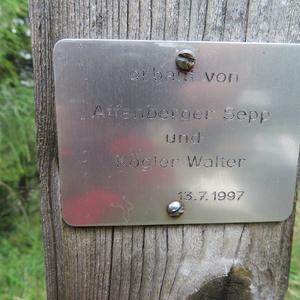 erbaut von
Affenberger Sepp
und
Kögler Walter
13.7.1997